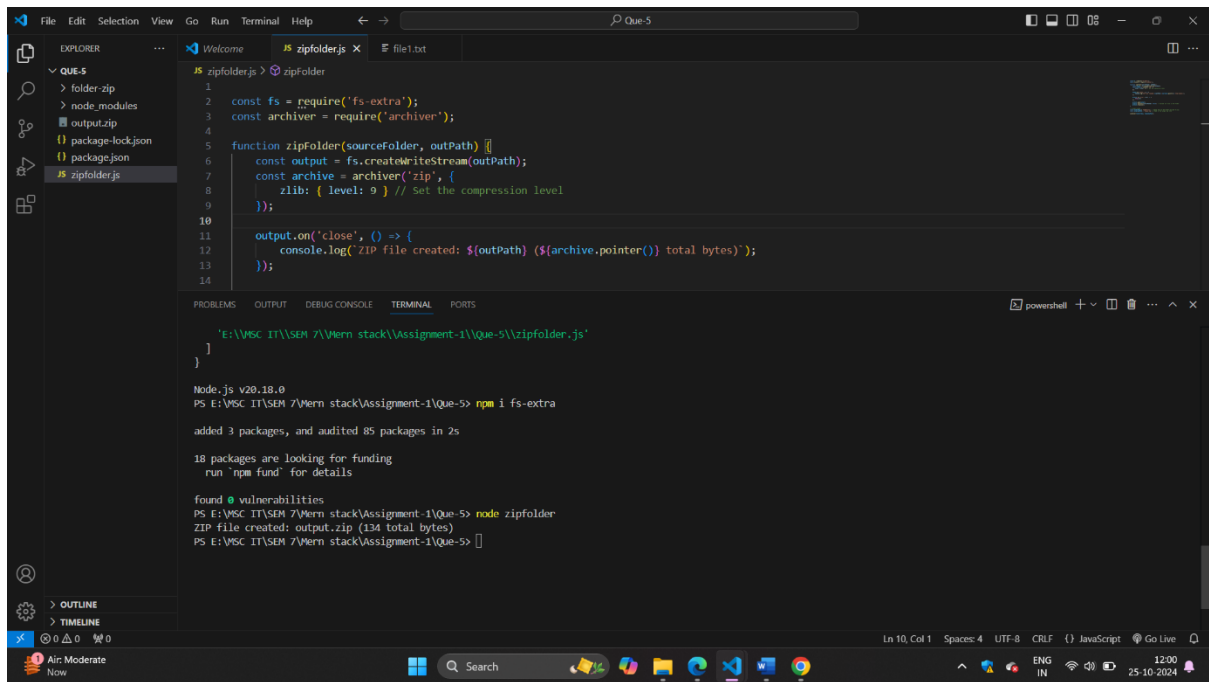 File Edit Selection View Go Run Terminal Help
Que-5
EXPLORER
Welcome
JS zipfolder.js
file1.txt
QUE-5
JS zipfolder.js > zipFolder
folder-zip
node_modules
output.zip
{} package-lock.json
{} package.json
JS zipfolder.js
1
2 const fs = require('fs-extra');
3 const archiver = require('archiver');
4
5 function zipFolder(sourceFolder, outPath) {
6 const output = fs.createWriteStream(outPath);
7 const archive = archiver('zip', {
8 zlib: { level: 9 } // Set the compression level
9 });
10
11 output.on('close', () => {
12 console.log(`ZIP file created: ${outPath} (${archive.pointer()} total bytes)`);
13 });
14
PROBLEMS OUTPUT DEBUG CONSOLE TERMINAL PORTS
powershell
'E:\\MSC IT\\SEM 7\\Mern stack\\Assignment-1\\Que-5\\zipfolder.js'
]
}
Node.js v20.18.0
PS E:\MSC IT\SEM 7\Mern stack\Assignment-1\Que-5> npm i fs-extra
added 3 packages, and audited 85 packages in 2s
18 packages are looking for funding
run `npm fund` for details
found 0 vulnerabilities
PS E:\MSC IT\SEM 7\Mern stack\Assignment-1\Que-5> node zipfolder
ZIP file created: output.zip (134 total bytes)
PS E:\MSC IT\SEM 7\Mern stack\Assignment-1\Que-5>
OUTLINE
TIMELINE
0 0 0
Ln 10, Col 1 Spaces: 4 UTF-8 CRLF {} JavaScript Go Live
1
Air: Moderate
Now
Search
ENG
IN
12:00
25-10-2024